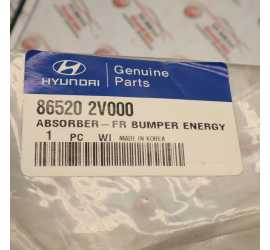 HYUNDAI
Genuine
Parts
86520 2V000
ABSORBER-FR BUMPER ENERGY
1 PC WI MADE IN KOREA